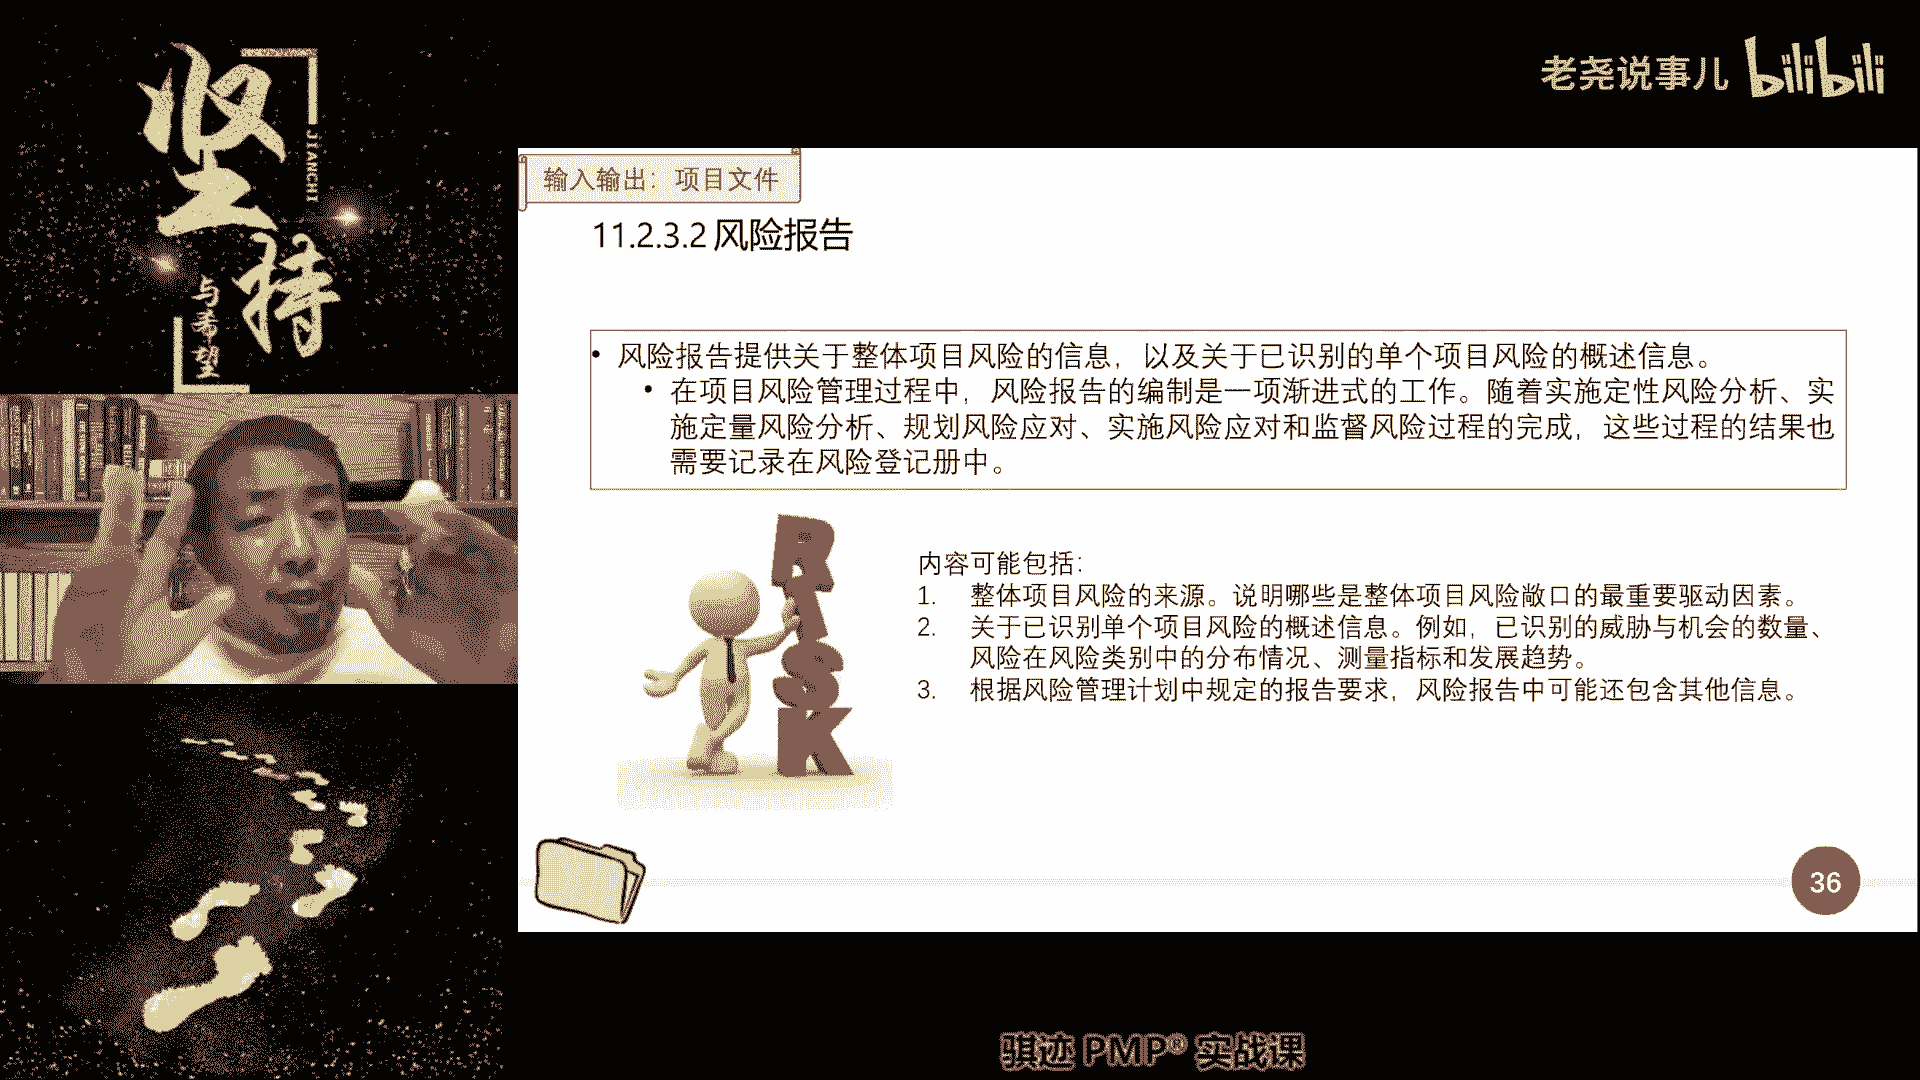 坚持
JIANCHI
与希望
老尧说事儿 bilibili
输入输出：项目文件
11.2.3.2 风险报告
• 风险报告提供关于整体项目风险的信息，以及关于已识别的单个项目风险的概述信息。
• 在项目风险管理过程中，风险报告的编制是一项渐进式的工作。随着实施定性风险分析、实
施定量风险分析、规划风险应对、实施风险应对和监督风险过程的完成，这些过程的结果也
需要记录在风险登记册中。
RISK
内容可能包括：
1. 整体项目风险的来源。说明哪些是整体项目风险敞口的最重要驱动因素。
2. 关于已识别单个项目风险的概述信息。例如，已识别的威胁与机会的数量、
风险在风险类别中的分布情况、测量指标和发展趋势。
3. 根据风险管理计划中规定的报告要求，风险报告中可能还包含其他信息。
36
骐迹 PMP® 实战课